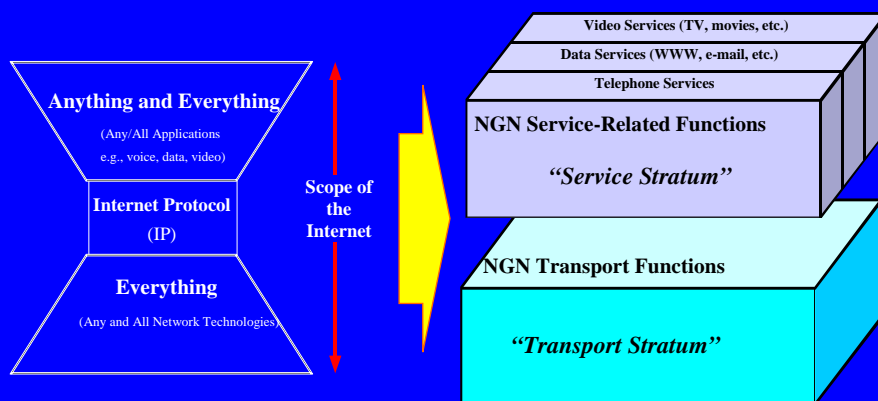 Anything and Everything
(Any/All Applications
e.g., voice, data, video)
Internet Protocol
(IP)
Everything
(Any and All Network Technologies)
Scope of
the
Internet
Video Services (TV, movies, etc.)
Data Services (WWW, e-mail, etc.)
Telephone Services
NGN Service-Related Functions
“Service Stratum”
NGN Transport Functions
“Transport Stratum”